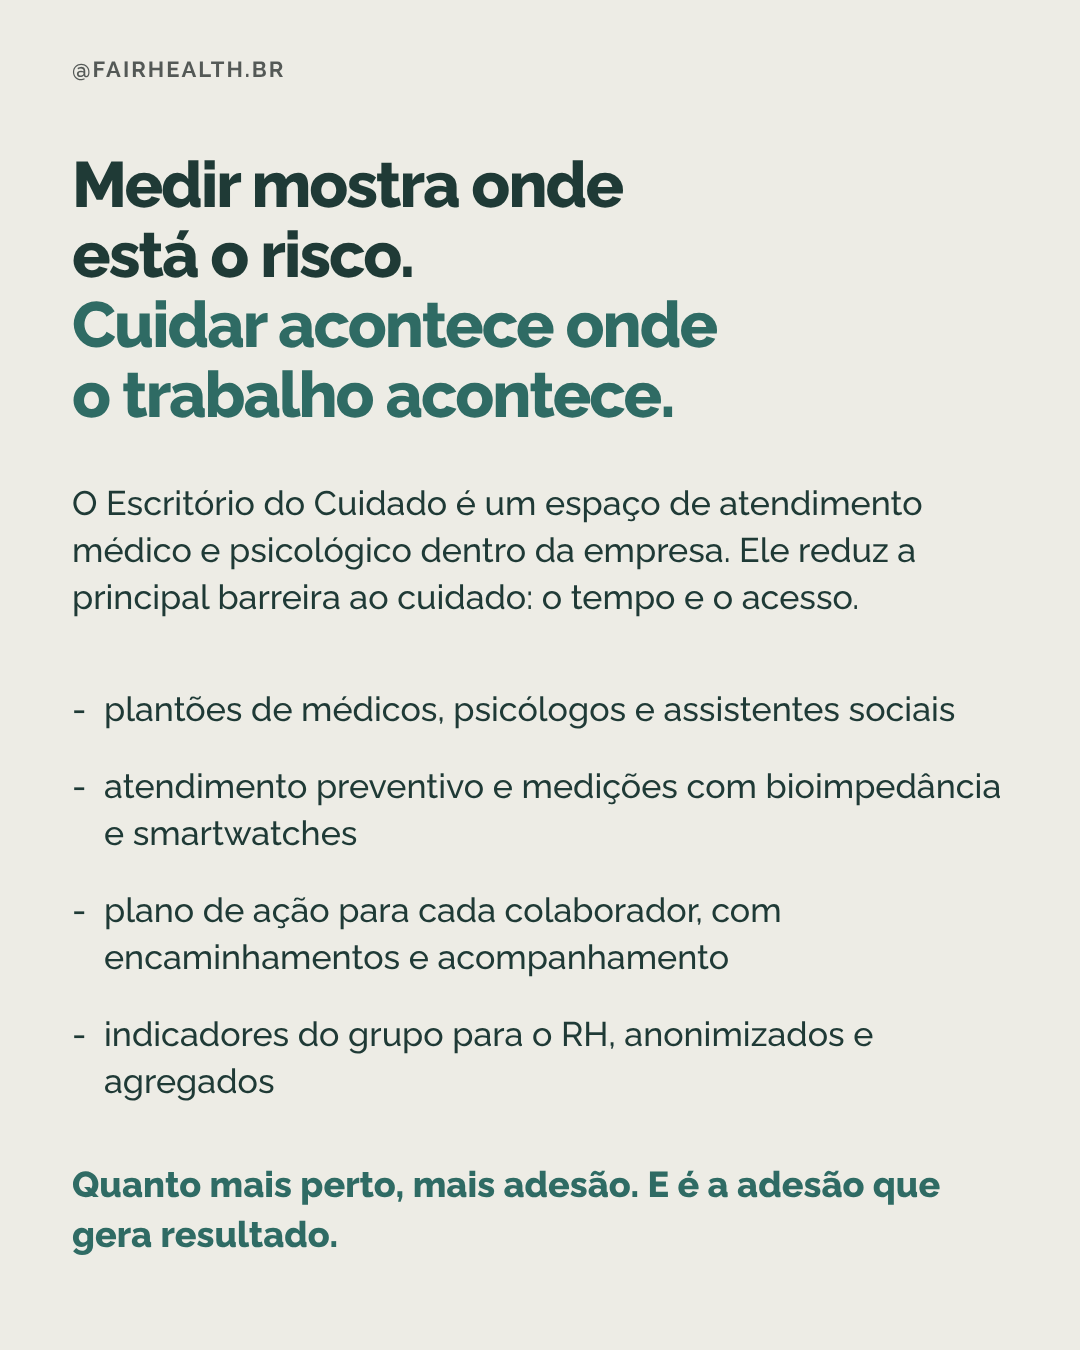 @FAIRHEALTH.BR
Medir mostra onde
está o risco.
Cuidar acontece onde
o trabalho acontece.
O Escritório do Cuidado é um espaço de atendimento
médico e psicológico dentro da empresa. Ele reduz a
principal barreira ao cuidado: o tempo e o acesso.
- plantões de médicos, psicólogos e assistentes sociais
- atendimento preventivo e medições com bioimpedância
e smartwatches
- plano de ação para cada colaborador, com
encaminhamentos e acompanhamento
- indicadores do grupo para o RH, anonimizados e
agregados
Quanto mais perto, mais adesão. E é a adesão que
gera resultado.